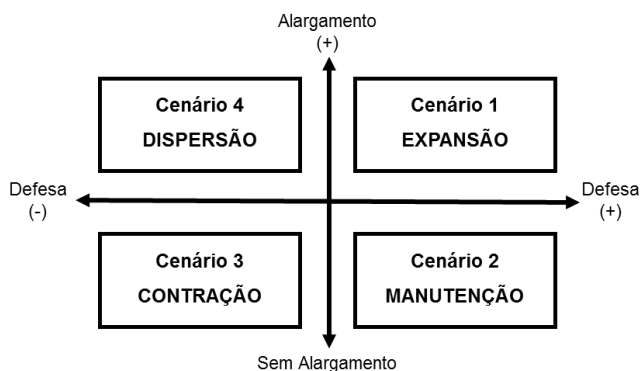 Alargamento
(+)
Cenário 4
DISPERSÃO
Cenário 1
EXPANSÃO
Defesa
(-)
Defesa
(+)
Cenário 3
CONTRAÇÃO
Cenário 2
MANUTENÇÃO
Sem Alargamento